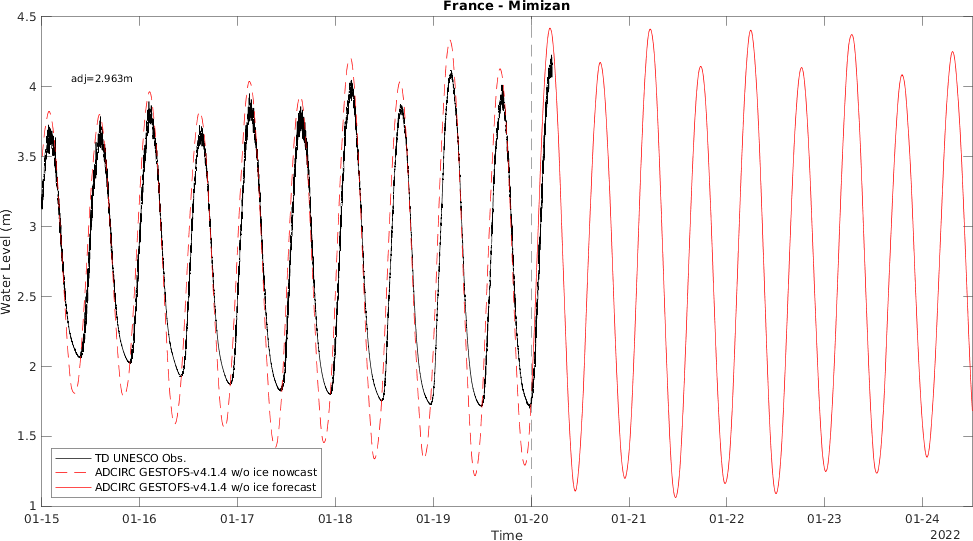 France - Mimizan
adj=2.963m
4.5
4
3.5
3
2.5
2
1.5
1
Water Level (m)
TD UNESCO Obs.
ADCIRC GESTOFS-v4.1.4 w/o ice nowcast
ADCIRC GESTOFS-v4.1.4 w/o ice forecast
01-15 01-16 01-17 01-18 01-19 01-20 01-21 01-22 01-23 01-24
Time
2022